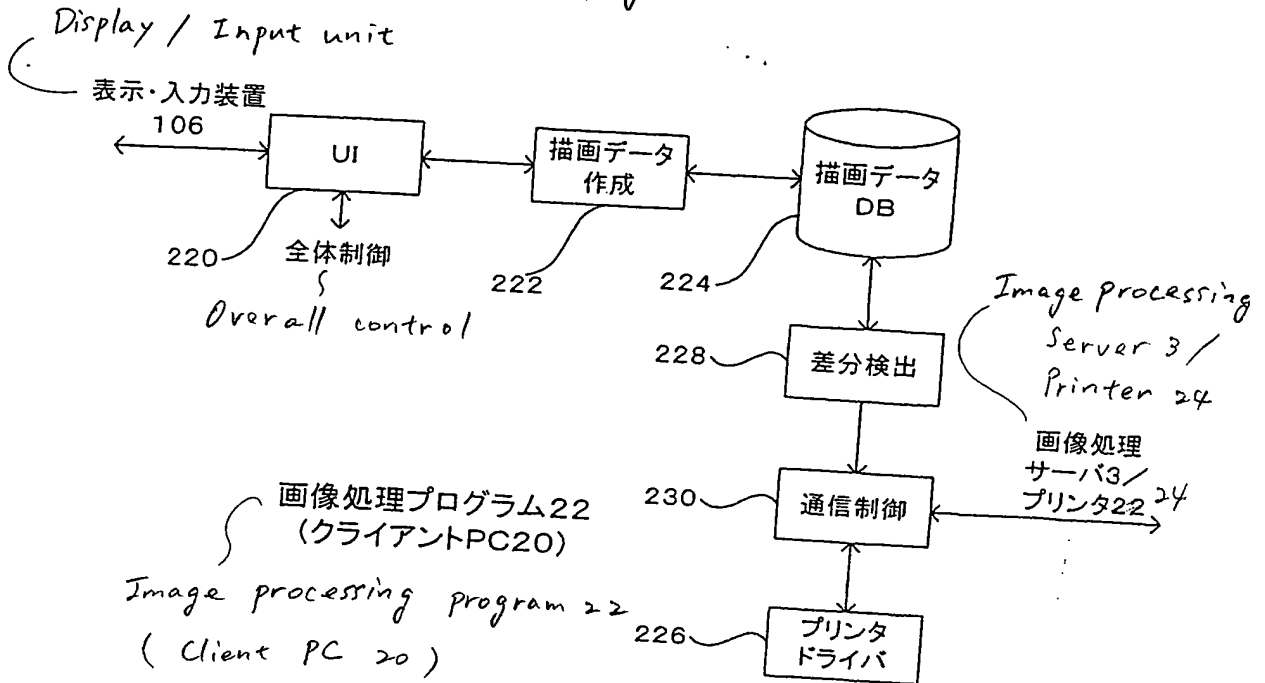 Display / Input unit
表示・入力装置
106
UI
描画データ
作成
描画データ
DB
220
全体制御
222
224
Overall control
Image processing
Server 3 /
Printer 24
228
差分検出
画像処理
サーバ3/
プリンタ22 24
画像処理プログラム22
(クライアントPC20)
230
通信制御
Image processing program 22
( Client PC 20 )
226
プリンタ
ドライバ